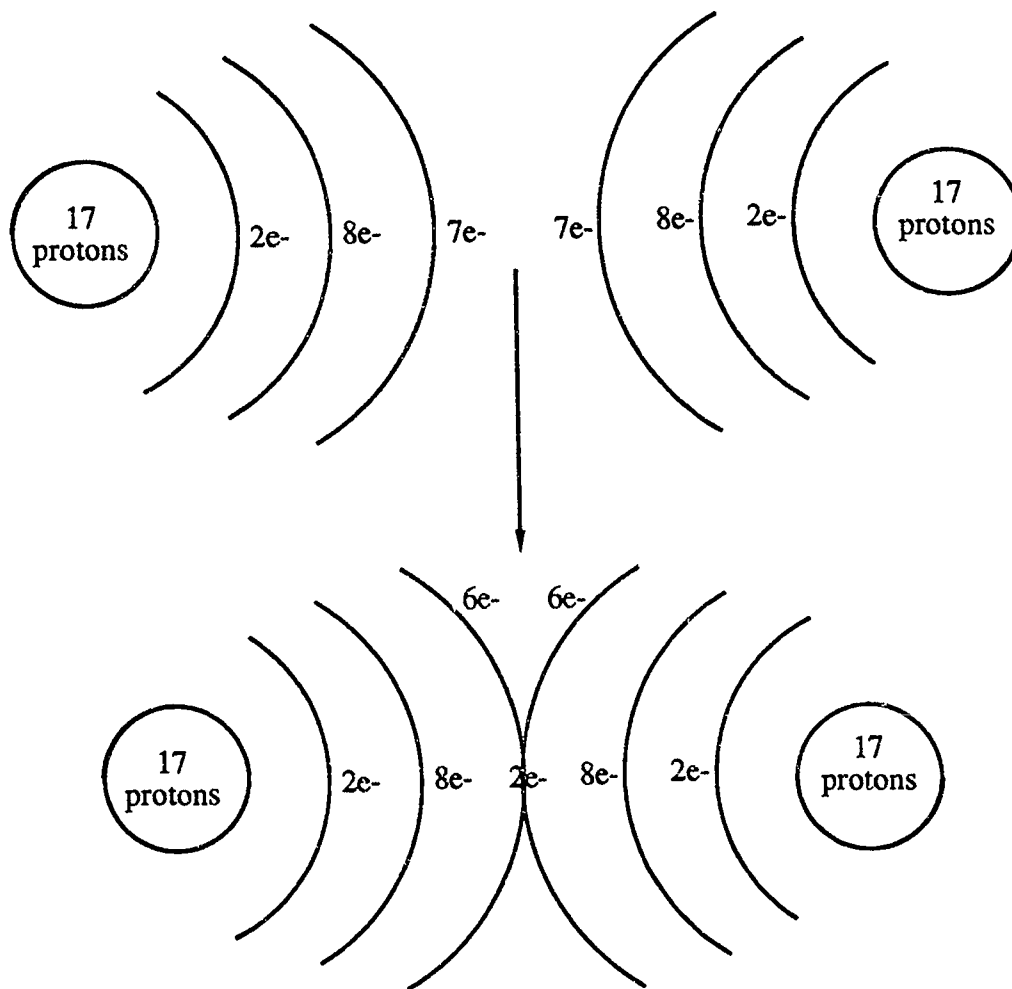 17
protons
2e-
8e-
7e-
7e-
8e-
2e-
17
protons
6e-
6e-
17
protons
2e-
8e-
2e-
8e-
2e-
17
protons